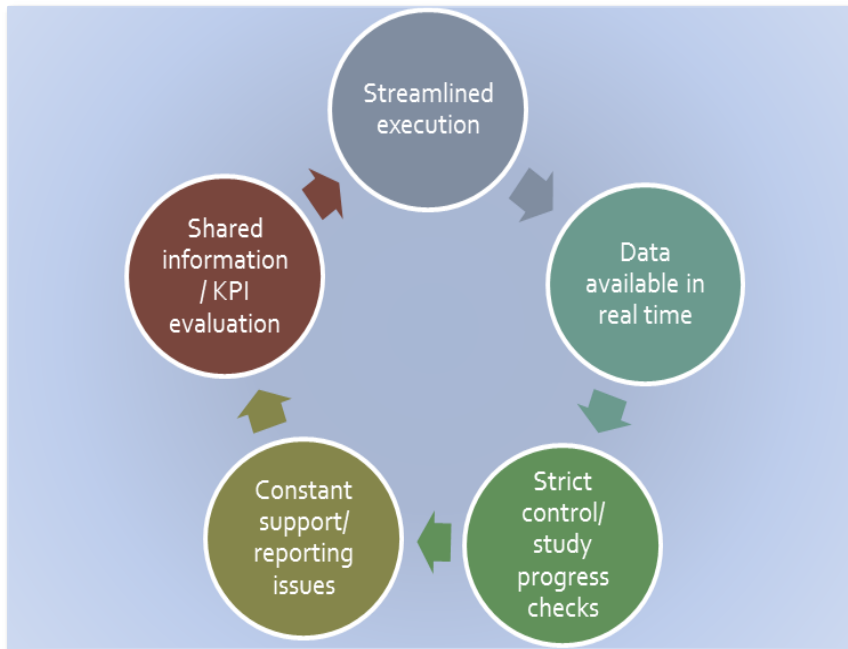 Streamlined
execution
Data
available in
real time
Strict
control/
study
progress
checks
Constant
support/
reporting
issues
Shared
information
/ KPI
evaluation